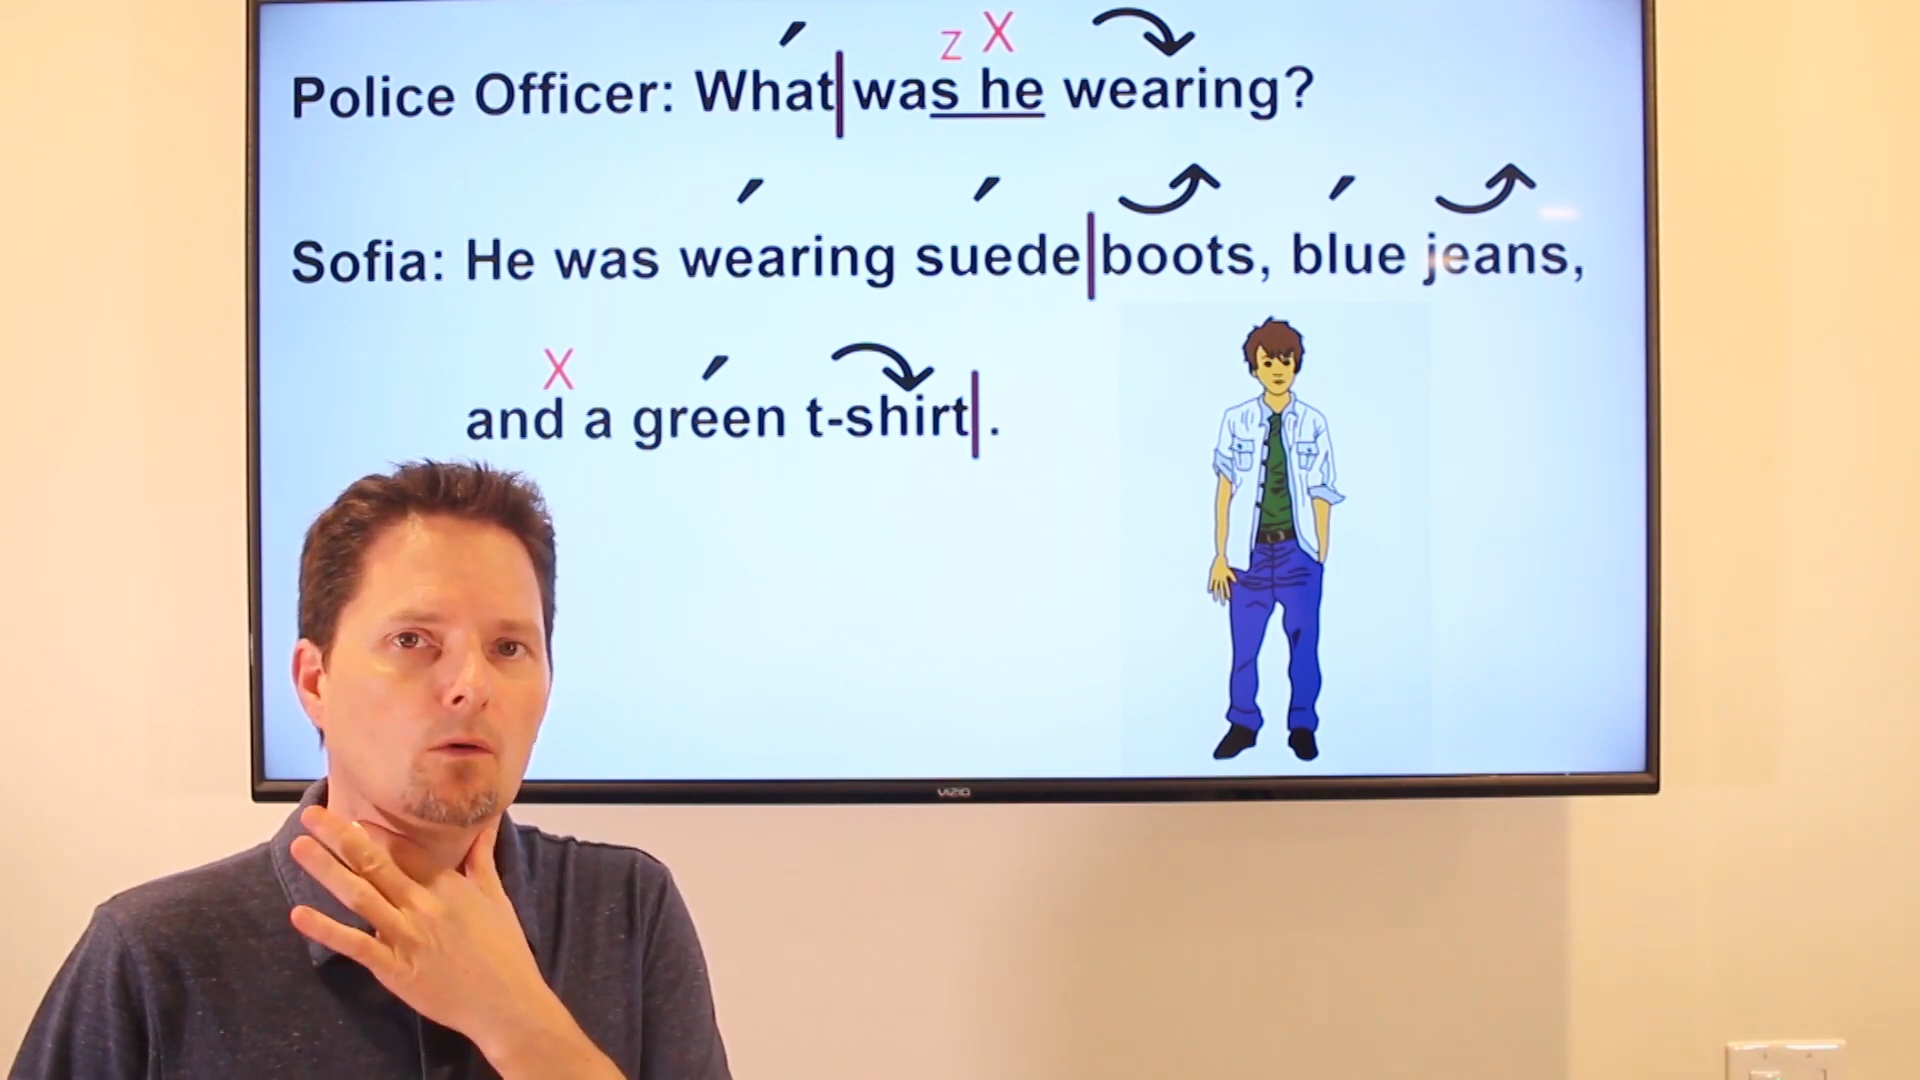 z X
Police Officer: What was he wearing?
Sofia: He was wearing suede boots, blue jeans,
X
and a green t-shirt.
VIZIO